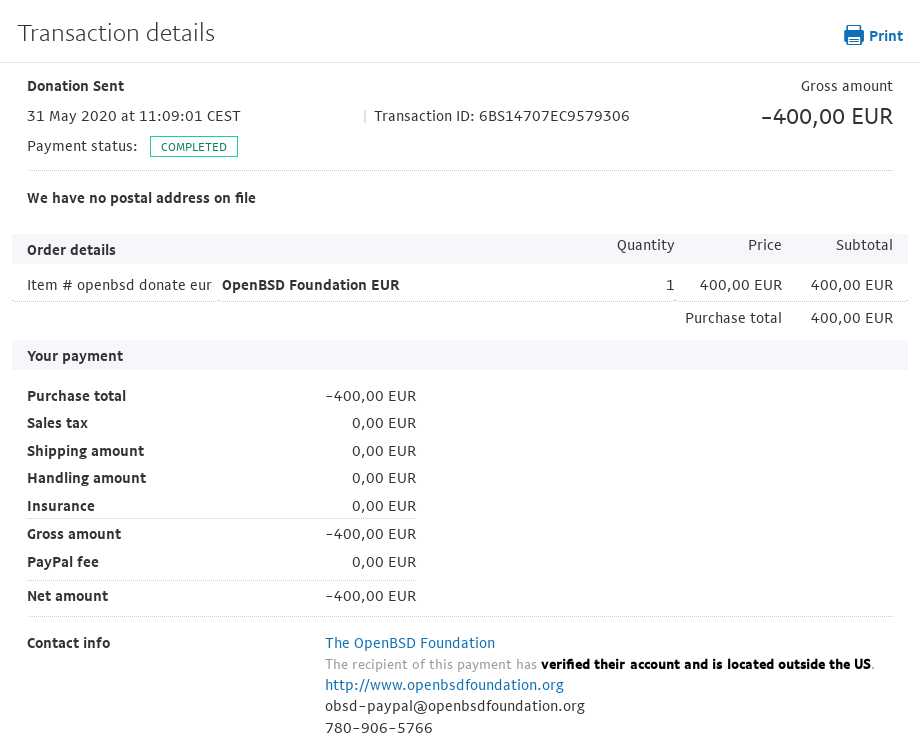 Transaction details
Print
Donation Sent
Gross amount
31 May 2020 at 11:09:01 CEST | Transaction ID: 6BS14707EC9579306
-400,00 EUR
Payment status: COMPLETED
We have no postal address on file
Order details Quantity Price Subtotal
Item # openbsd donate eur OpenBSD Foundation EUR 1 400,00 EUR 400,00 EUR
Purchase total 400,00 EUR
Your payment
Purchase total -400,00 EUR
Sales tax 0,00 EUR
Shipping amount 0,00 EUR
Handling amount 0,00 EUR
Insurance 0,00 EUR
Gross amount -400,00 EUR
PayPal fee 0,00 EUR
Net amount -400,00 EUR
Contact info The OpenBSD Foundation
The recipient of this payment has verified their account and is located outside the US.
http://www.openbsdfoundation.org
obsd-paypal@openbsdfoundation.org
780-906-5766